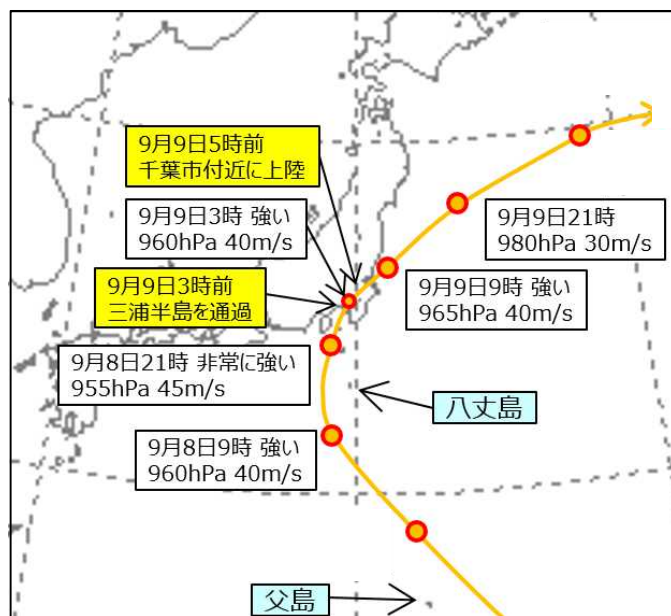 9月9日5時前
千葉市付近に上陸
9月9日3時 強い
960hPa 40m/s
9月9日21時
980hPa 30m/s
9月9日3時前
三浦半島を通過
9月9日9時 強い
965hPa 40m/s
9月8日21時 非常に強い
955hPa 45m/s
八丈島
9月8日9時 強い
960hPa 40m/s
父島